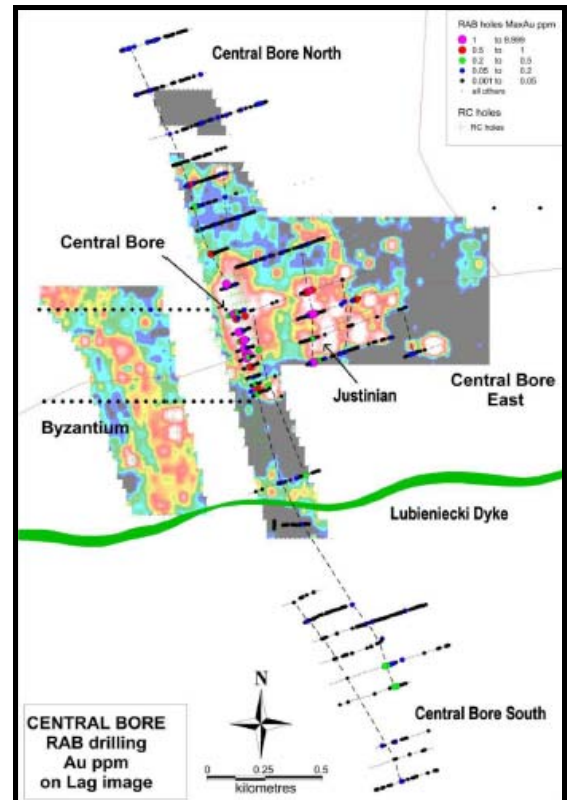 Central Bore North
RAB holes MaxAu ppm
1 to 9.999
0.5 to 1
0.2 to 0.5
0.05 to 0.2
0.001 to 0.05
all others
RC holes
RC holes
Central Bore
Justinian
Central Bore
East
Byzantium
Lubieniecki Dyke
Central Bore South
N
CENTRAL BORE
RAB drilling
Au ppm
on Lag image
0 0.25 0.5
kilometres